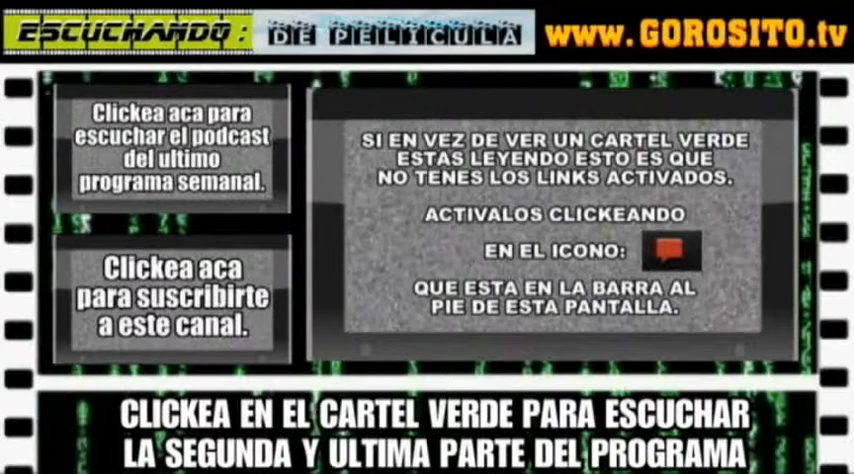 ESCUCHANDO: DE PELICULA www.GOROSITO.tv
Clickea aca para
escuchar el podcast
del ultimo
programa semanal.
Clickea aca
para suscribirte
a este canal.
SI EN VEZ DE VER UN CARTEL VERDE
ESTAS LEYENDO ESTO ES QUE
NO TENES LOS LINKS ACTIVADOS.
ACTIVALOS CLICKEANDO
EN EL ICONO:
QUE ESTA EN LA BARRA AL
PIE DE ESTA PANTALLA.
CLICKEA EN EL CARTEL VERDE PARA ESCUCHAR
LA SEGUNDA Y ULTIMA PARTE DEL PROGRAMA